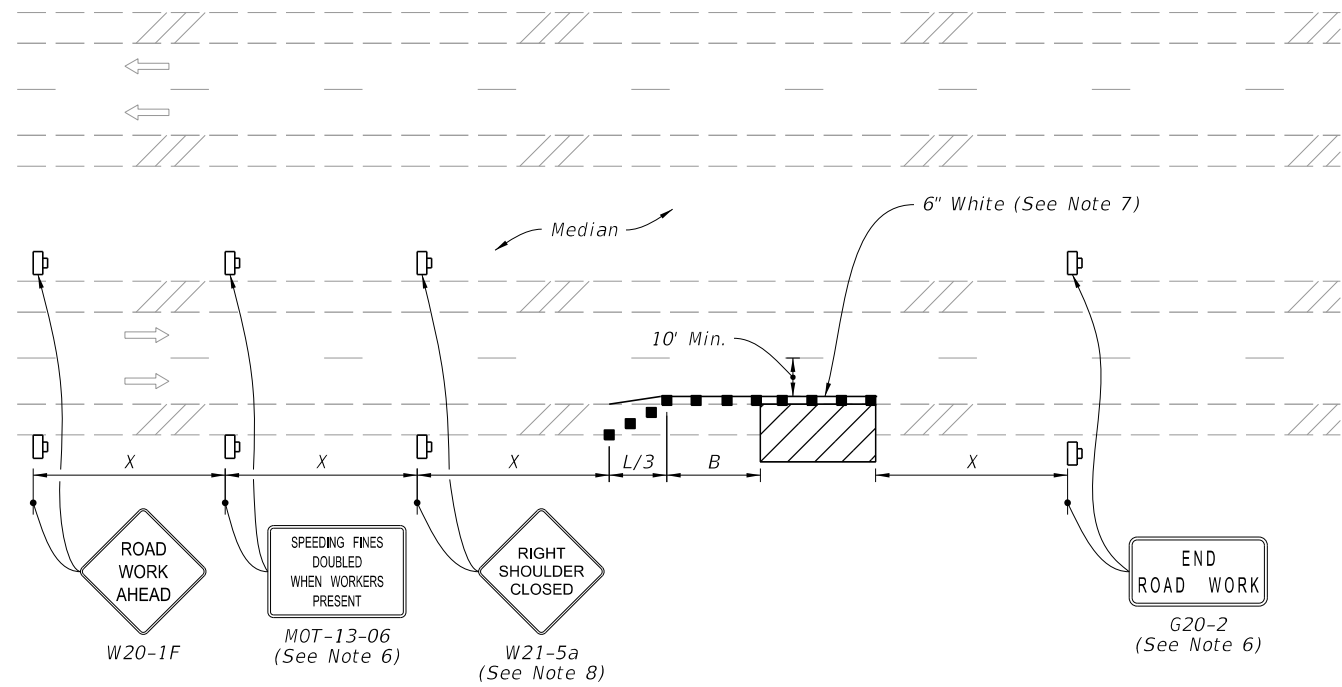 6" White (See Note 7)
Median
10' Min.
X
X
X
L/3
B
X
ROAD
WORK
AHEAD
W20-1F
SPEEDING FINES
DOUBLED
WHEN WORKERS
PRESENT
MOT-13-06
(See Note 6)
RIGHT
SHOULDER
CLOSED
W21-5a
(See Note 8)
END
ROAD WORK
G20-2
(See Note 6)